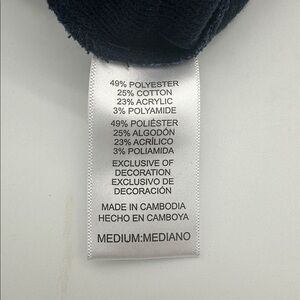 49% POLYESTER
25% COTTON
23% ACRYLIC
3% POLYAMIDE
49% POLIÉSTER
25% ALGODÓN
23% ACRÍLICO
3% POLIAMIDA
EXCLUSIVE OF
DECORATION
EXCLUSIVO DE
DECORACIÓN
MADE IN CAMBODIA
HECHO EN CAMBOYA
MEDIUM:MEDIANO